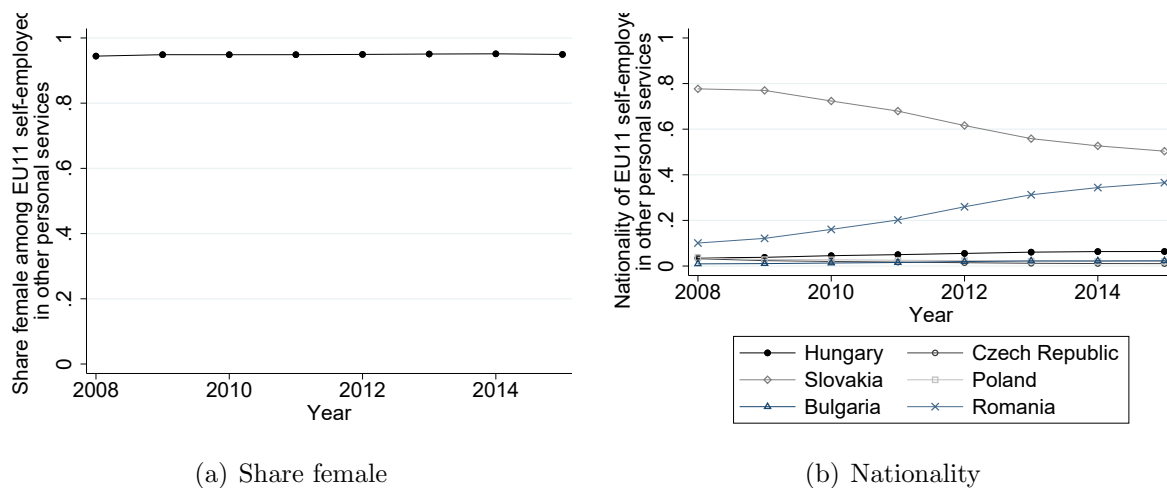 Share female among EU11 self-employed
in other personal services
1
.8
.6
.4
.2
0
2008 2010 2012 2014
Year
(a) Share female
Nationality of EU11 self-employed
in other personal services
1
.8
.6
.4
.2
0
2008 2010 2012 2014
Year
Hungary Czech Republic
Slovakia Poland
Bulgaria Romania
(b) Nationality